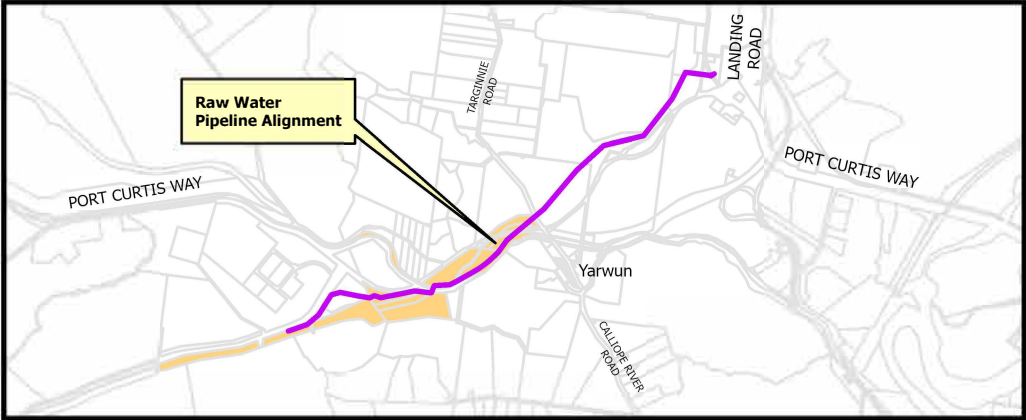 LANDING
ROAD
TARGINNIE
ROAD
Raw Water
Pipeline Alignment
PORT CURTIS WAY
PORT CURTIS WAY
Yarwun
CALLIOPE RIVER
ROAD